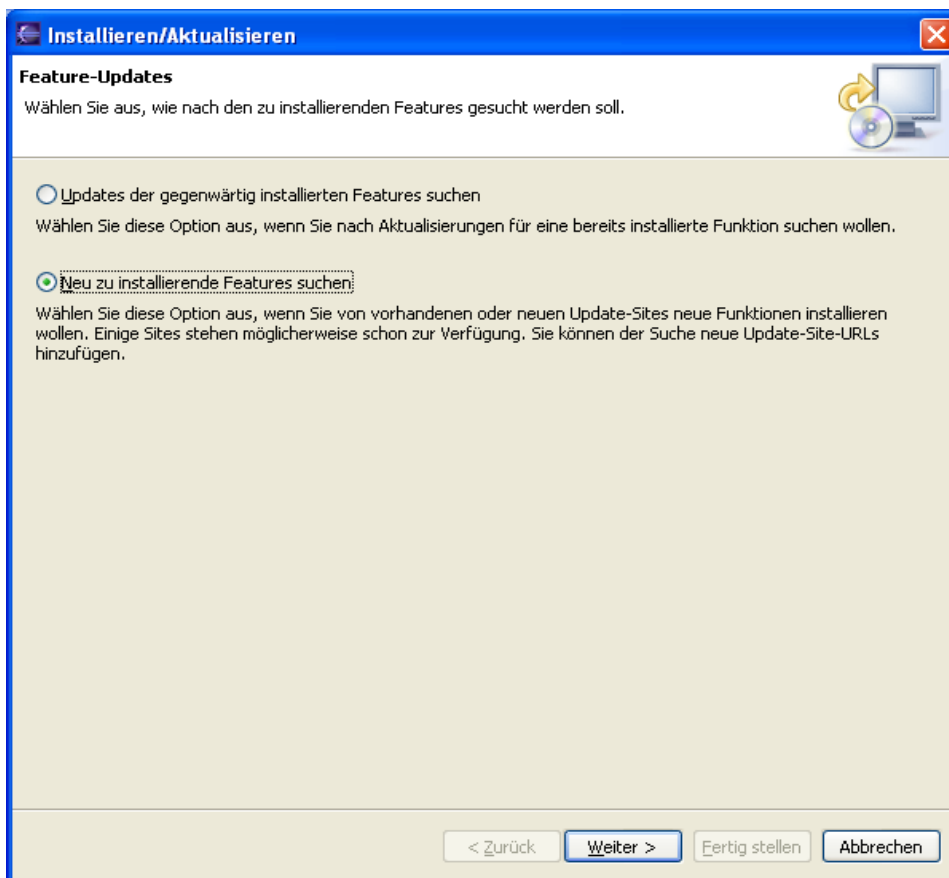 Installieren/Aktualisieren
Feature-Updates
Wählen Sie aus, wie nach den zu installierenden Features gesucht werden soll.
Updates der gegenwärtig installierten Features suchen
Wählen Sie diese Option aus, wenn Sie nach Aktualisierungen für eine bereits installierte Funktion suchen wollen.
Neu zu installierende Features suchen
Wählen Sie diese Option aus, wenn Sie von vorhandenen oder neuen Update-Sites neue Funktionen installieren
wollen. Einige Sites stehen möglicherweise schon zur Verfügung. Sie können der Suche neue Update-Site-URLs
hinzufügen.
< Zurück Weiter > Fertig stellen Abbrechen